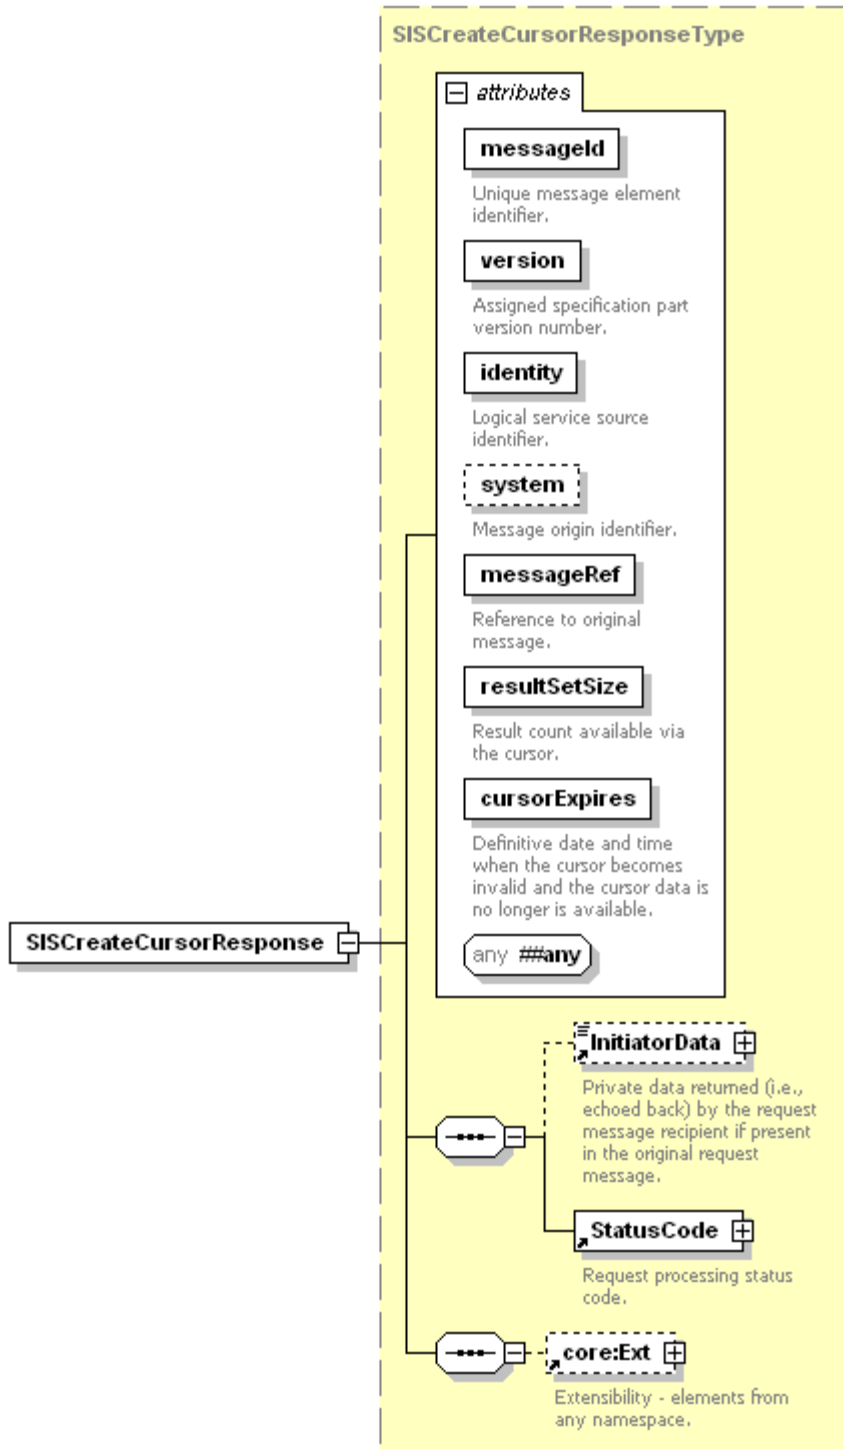 SISCreateCursorResponseType
attributes
messageId
Unique message element
identifier.
version
Assigned specification part
version number.
identity
Logical service source
identifier.
system
Message origin identifier.
messageRef
Reference to original
message.
resultSetSize
Result count available via
the cursor.
cursorExpires
Definitive date and time
when the cursor becomes
invalid and the cursor data is
no longer is available.
SISCreateCursorResponse
any ##any
InitiatorData
Private data returned (i.e.,
echoed back) by the request
message recipient if present
in the original request
message.
StatusCode
Request processing status
code.
core:Ext
Extensibility - elements from
any namespace.